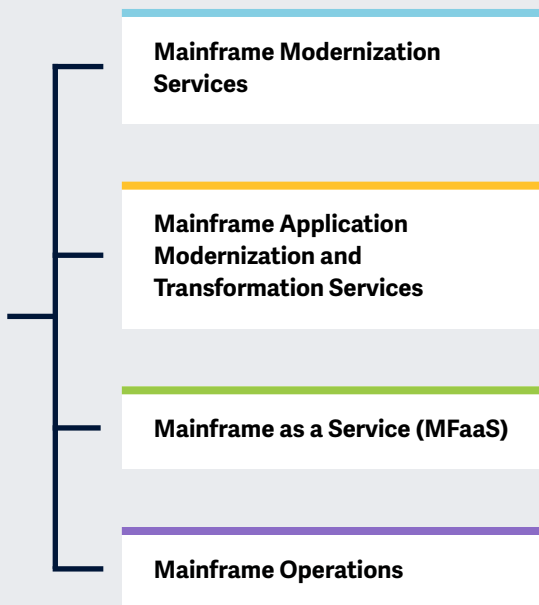 Mainframe Modernization
Services
Mainframe Application
Modernization and
Transformation Services
Mainframe as a Service (MFaaS)
Mainframe Operations